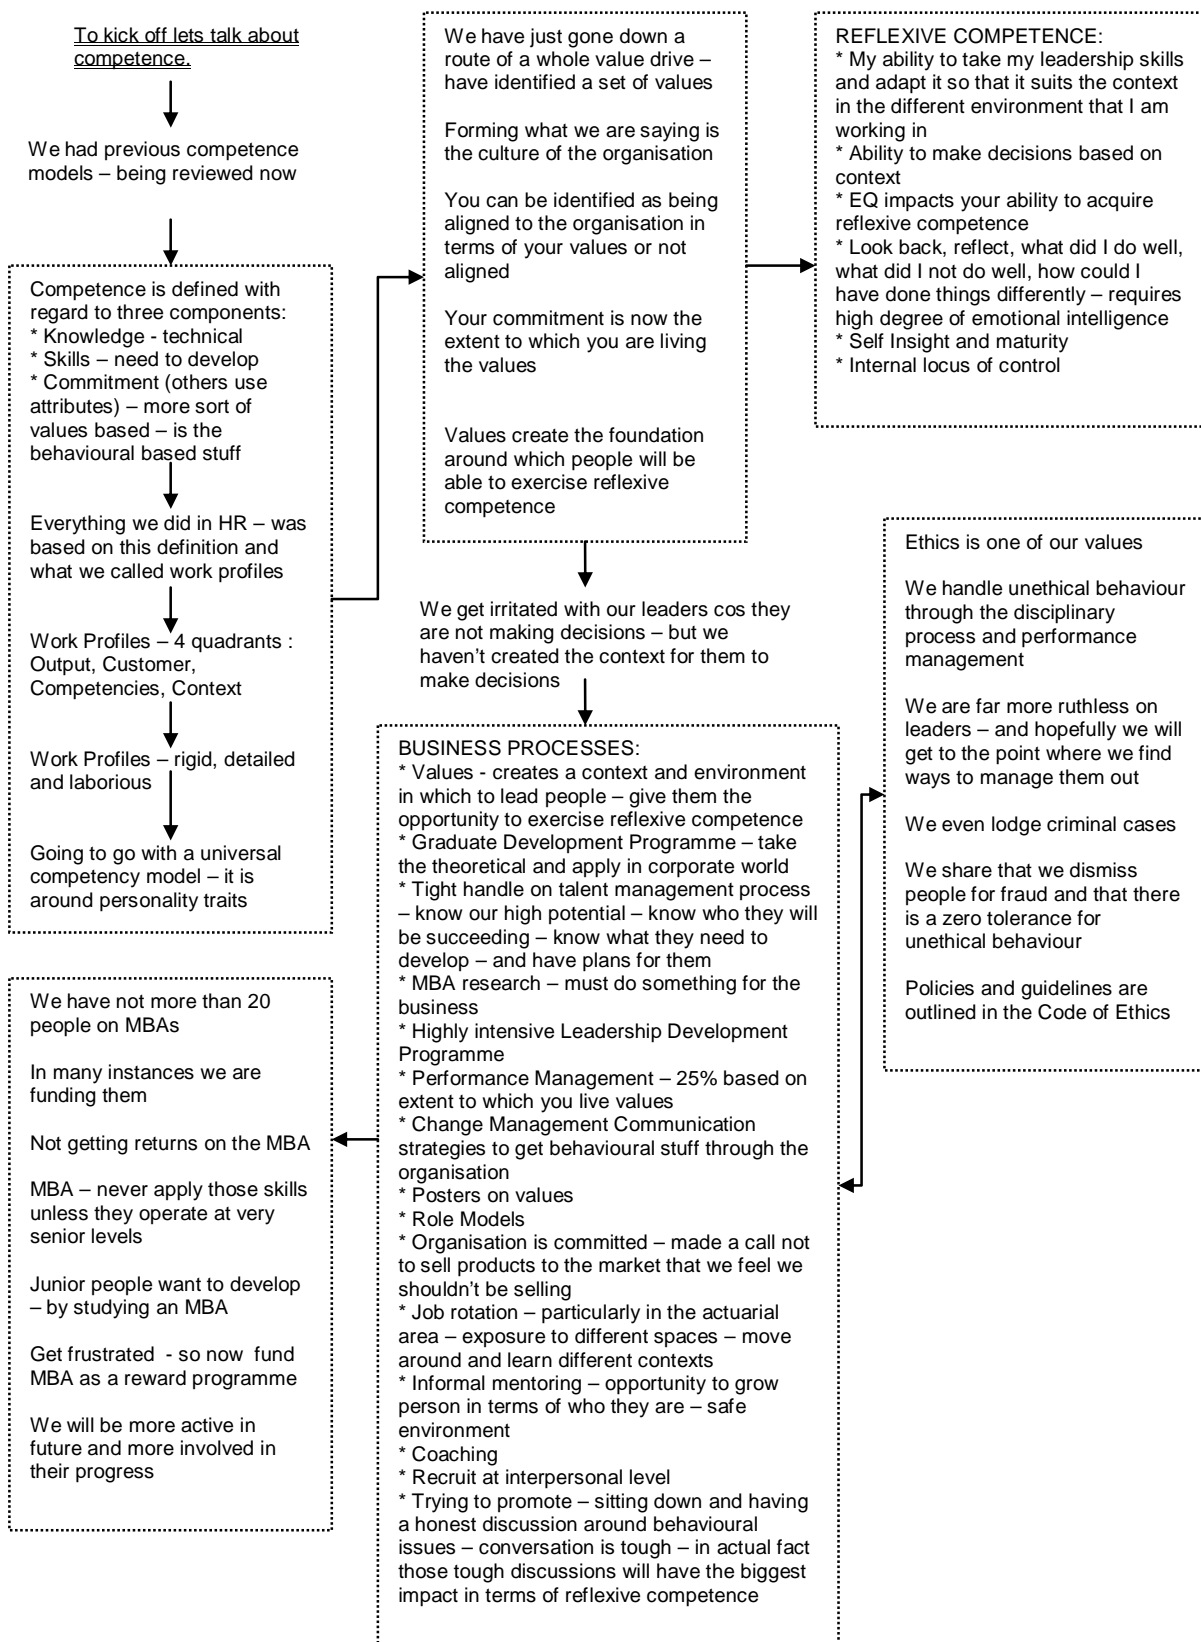 To kick off lets talk about
competence.
We had previous competence
models – being reviewed now
Competence is defined with
regard to three components:
* Knowledge - technical
* Skills – need to develop
* Commitment (others use
attributes) – more sort of
values based – is the
behavioural based stuff
Everything we did in HR – was
based on this definition and
what we called work profiles
Work Profiles – 4 quadrants :
Output, Customer,
Competencies, Context
Work Profiles – rigid, detailed
and laborious
Going to go with a universal
competency model – it is
around personality traits
We have just gone down a
route of a whole value drive –
have identified a set of values
Forming what we are saying is
the culture of the organisation
You can be identified as being
aligned to the organisation in
terms of your values or not
aligned
Your commitment is now the
extent to which you are living
the values
Values create the foundation
around which people will be
able to exercise reflexive
competence
REFLEXIVE COMPETENCE:
* My ability to take my leadership skills
and adapt it so that it suits the context
in the different environment that I am
working in
* Ability to make decisions based on
context
* EQ impacts your ability to acquire
reflexive competence
* Look back, reflect, what did I do well,
what did I not do well, how could I
have done things differently – requires
high degree of emotional intelligence
* Self Insight and maturity
* Internal locus of control
We get irritated with our leaders cos they
are not making decisions – but we
haven't created the context for them to
make decisions
BUSINESS PROCESSES:
* Values - creates a context and environment
in which to lead people – give them the
opportunity to exercise reflexive competence
* Graduate Development Programme – take
the theoretical and apply in corporate world
* Tight handle on talent management process
– know our high potential – know who they will
be succeeding – know what they need to
develop – and have plans for them
* MBA research – must do something for the
business
* Highly intensive Leadership Development
Programme
* Performance Management – 25% based on
extent to which you live values
* Change Management Communication
strategies to get behavioural stuff through the
organisation
* Posters on values
* Role Models
* Organisation is committed – made a call not
to sell products to the market that we feel we
shouldn't be selling
* Job rotation – particularly in the actuarial
area – exposure to different spaces – move
around and learn different contexts
* Informal mentoring – opportunity to grow
person in terms of who they are – safe
environment
* Coaching
* Recruit at interpersonal level
* Trying to promote – sitting down and having
a honest discussion around behavioural
issues – conversation is tough – in actual fact
those tough discussions will have the biggest
impact in terms of reflexive competence
Ethics is one of our values
We handle unethical behaviour
through the disciplinary
process and performance
management
We are far more ruthless on
leaders – and hopefully we will
get to the point where we find
ways to manage them out
We even lodge criminal cases
We share that we dismiss
people for fraud and that there
is a zero tolerance for
unethical behaviour
Policies and guidelines are
outlined in the Code of Ethics
We have not more than 20
people on MBAs
In many instances we are
funding them
Not getting returns on the MBA
MBA – never apply those skills
unless they operate at very
senior levels
Junior people want to develop
– by studying an MBA
Get frustrated - so now fund
MBA as a reward programme
We will be more active in
future and more involved in
their progress